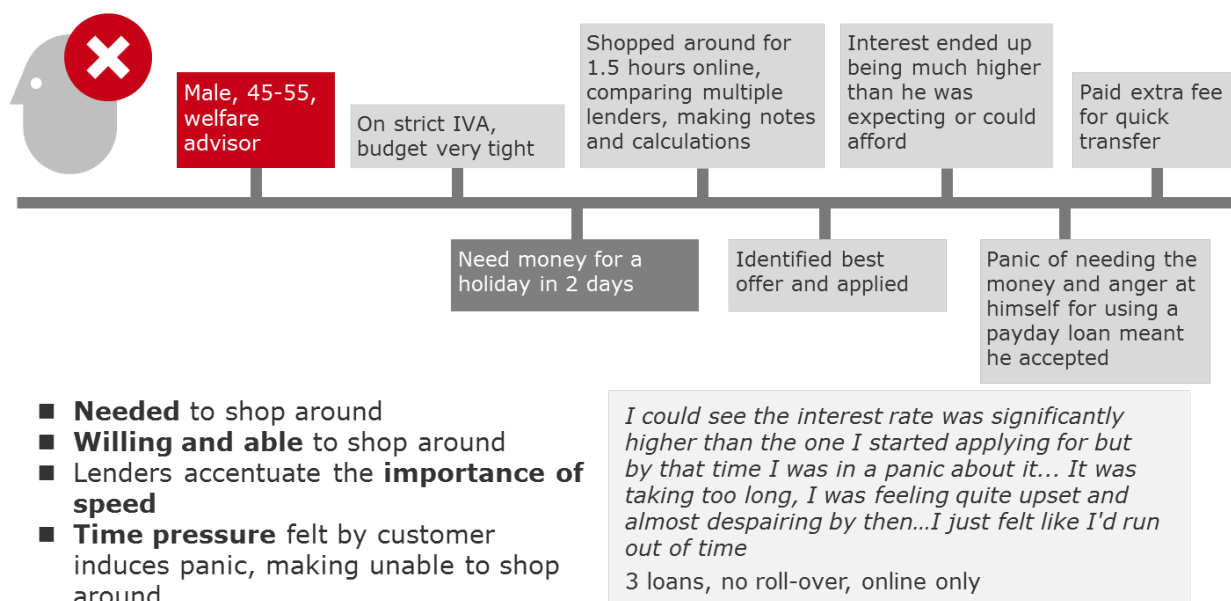 Male, 45-55,
welfare
advisor
On strict IVA,
budget very tight
Need money for a
holiday in 2 days
Shopped around for
1.5 hours online,
comparing multiple
lenders, making notes
and calculations
Identified best
offer and applied
Interest ended up
being much higher
than he was
expecting or could
afford
Panic of needing the
money and anger at
himself for using a
payday loan meant
he accepted
Paid extra fee
for quick
transfer
■ Needed to shop around
■ Willing and able to shop around
■ Lenders accentuate the importance of
speed
■ Time pressure felt by customer
induces panic, making unable to shop
around
I could see the interest rate was significantly
higher than the one I started applying for but
by that time I was in a panic about it... It was
taking too long, I was feeling quite upset and
almost despairing by then...I just felt like I'd run
out of time
3 loans, no roll-over, online only